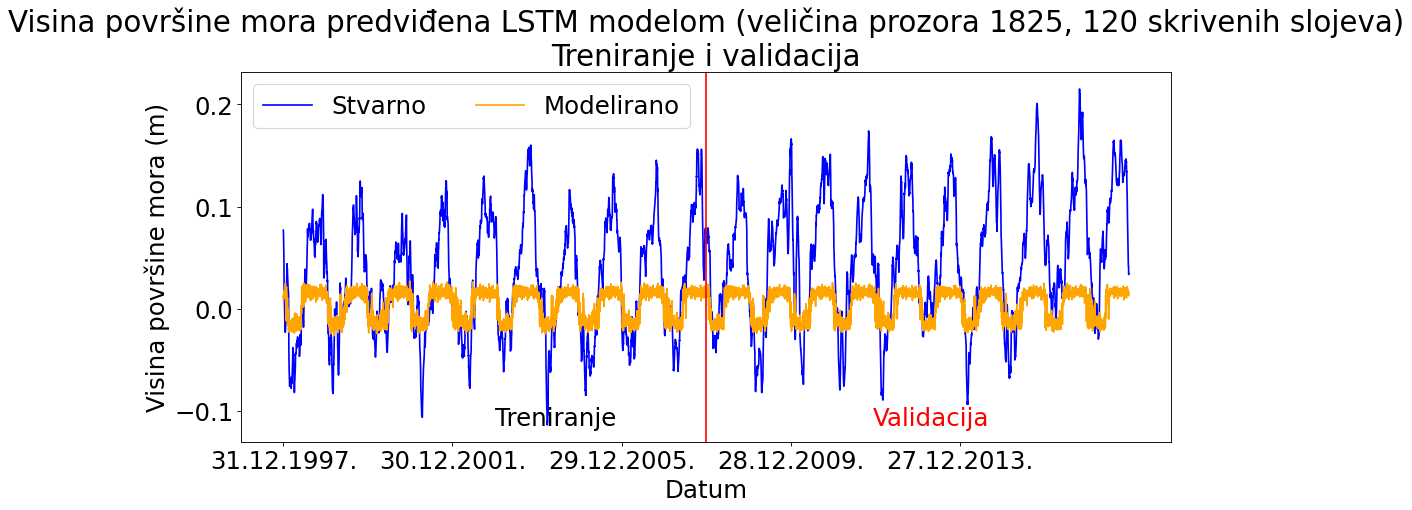 Visina površine mora predviđena LSTM modelom (veličina prozora 1825, 120 skrivenih slojeva)
Treniranje i validacija
Stvarno Modelirano
Visina površine mora (m)
0.2
0.1
0.0
−0.1
Treniranje Validacija
31.12.1997. 30.12.2001. 29.12.2005. 28.12.2009. 27.12.2013.
Datum